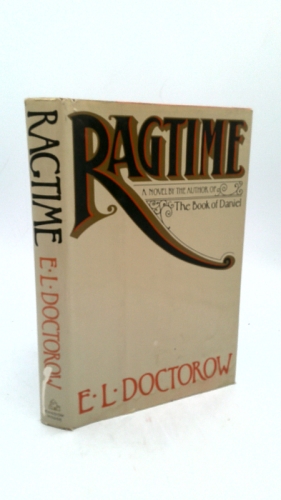 RAGTIME
A NOVEL BY THE AUTHOR OF
The Book of Daniel
E·L·DOCTOROW
RAGTIME
E·L·DOCTOROW